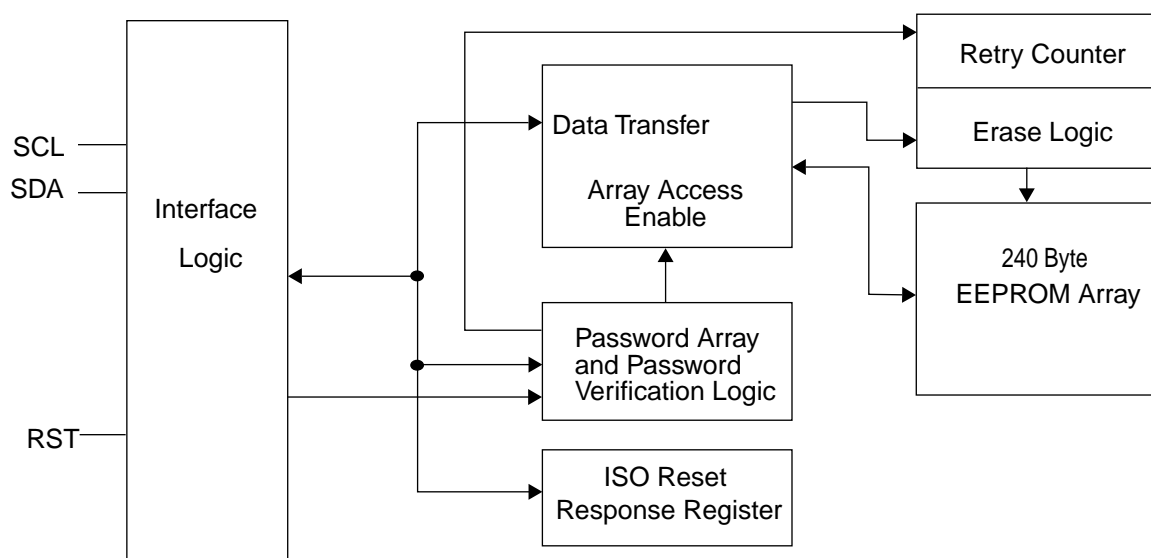 SCL
SDA
RST
Interface
Logic
Data Transfer
Array Access
Enable
Password Array
and Password
Verification Logic
ISO Reset
Response Register
Retry Counter
Erase Logic
240 Byte
EEPROM Array